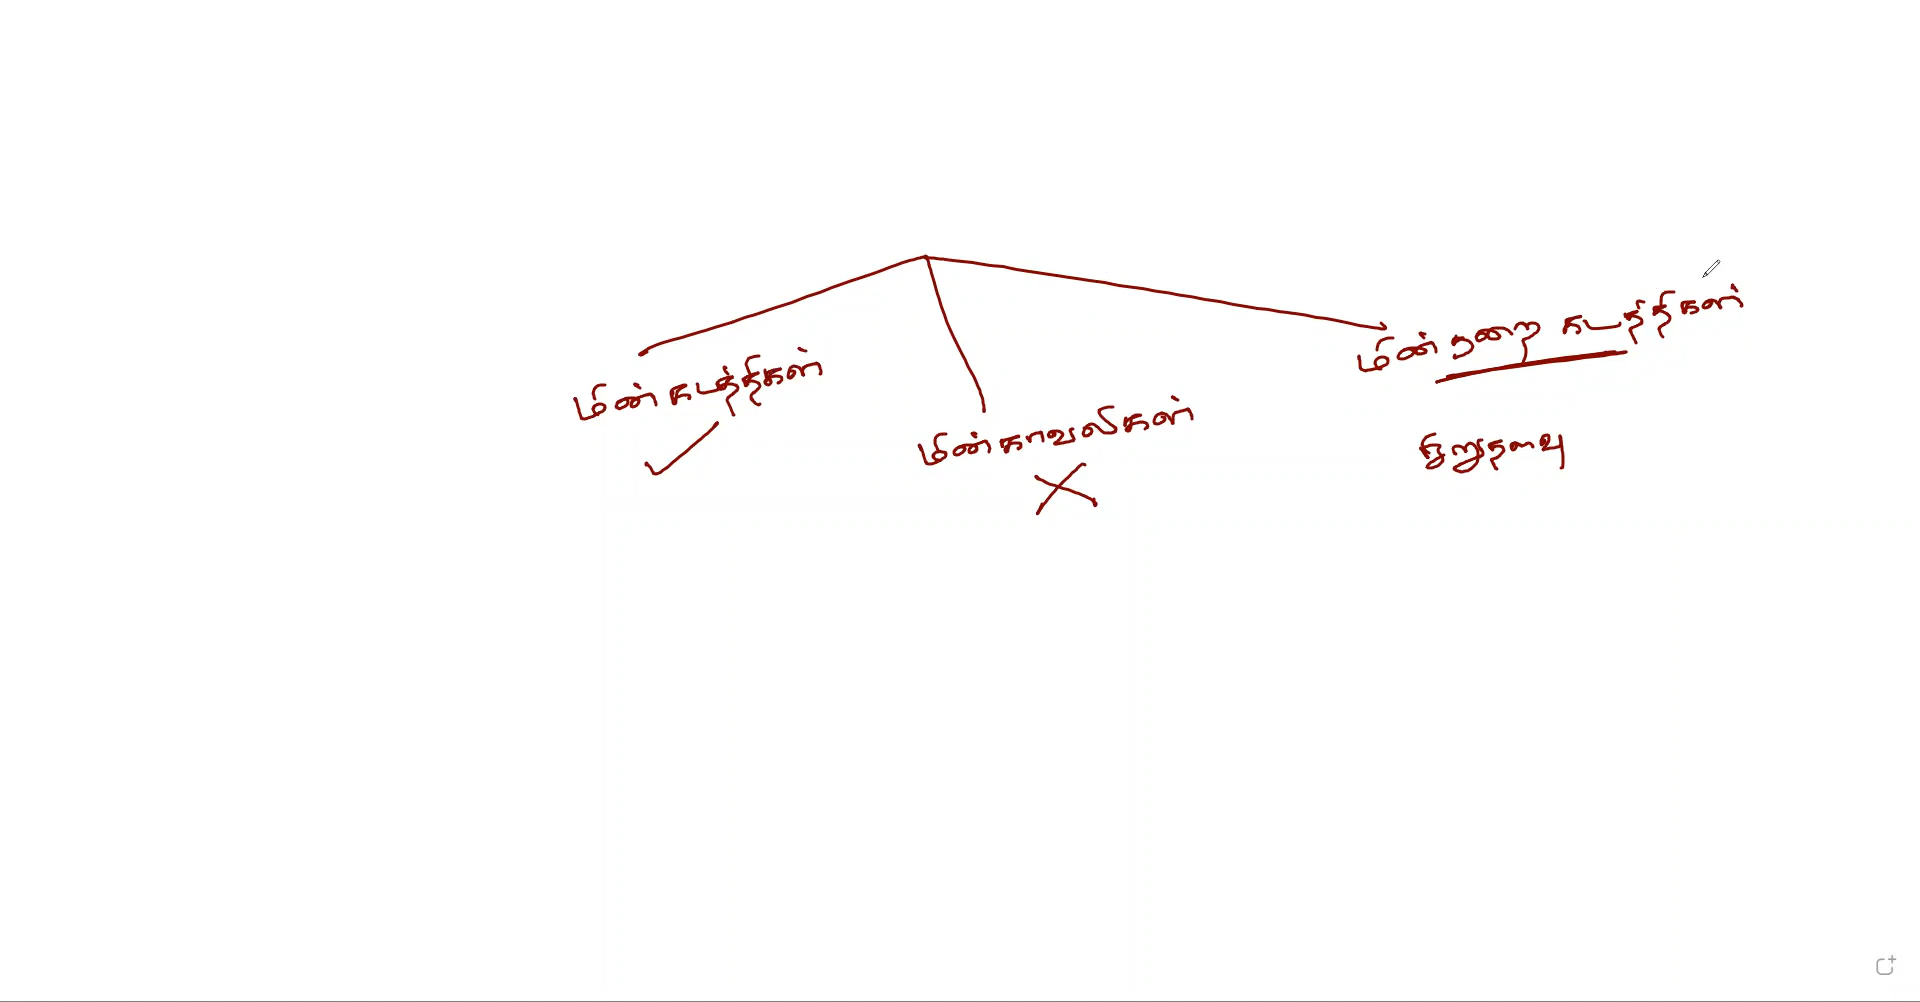 மின் கடத்திகள்
மின்காவலிகள்
மின் குறை கடத்திகள்
சிறுதளவு